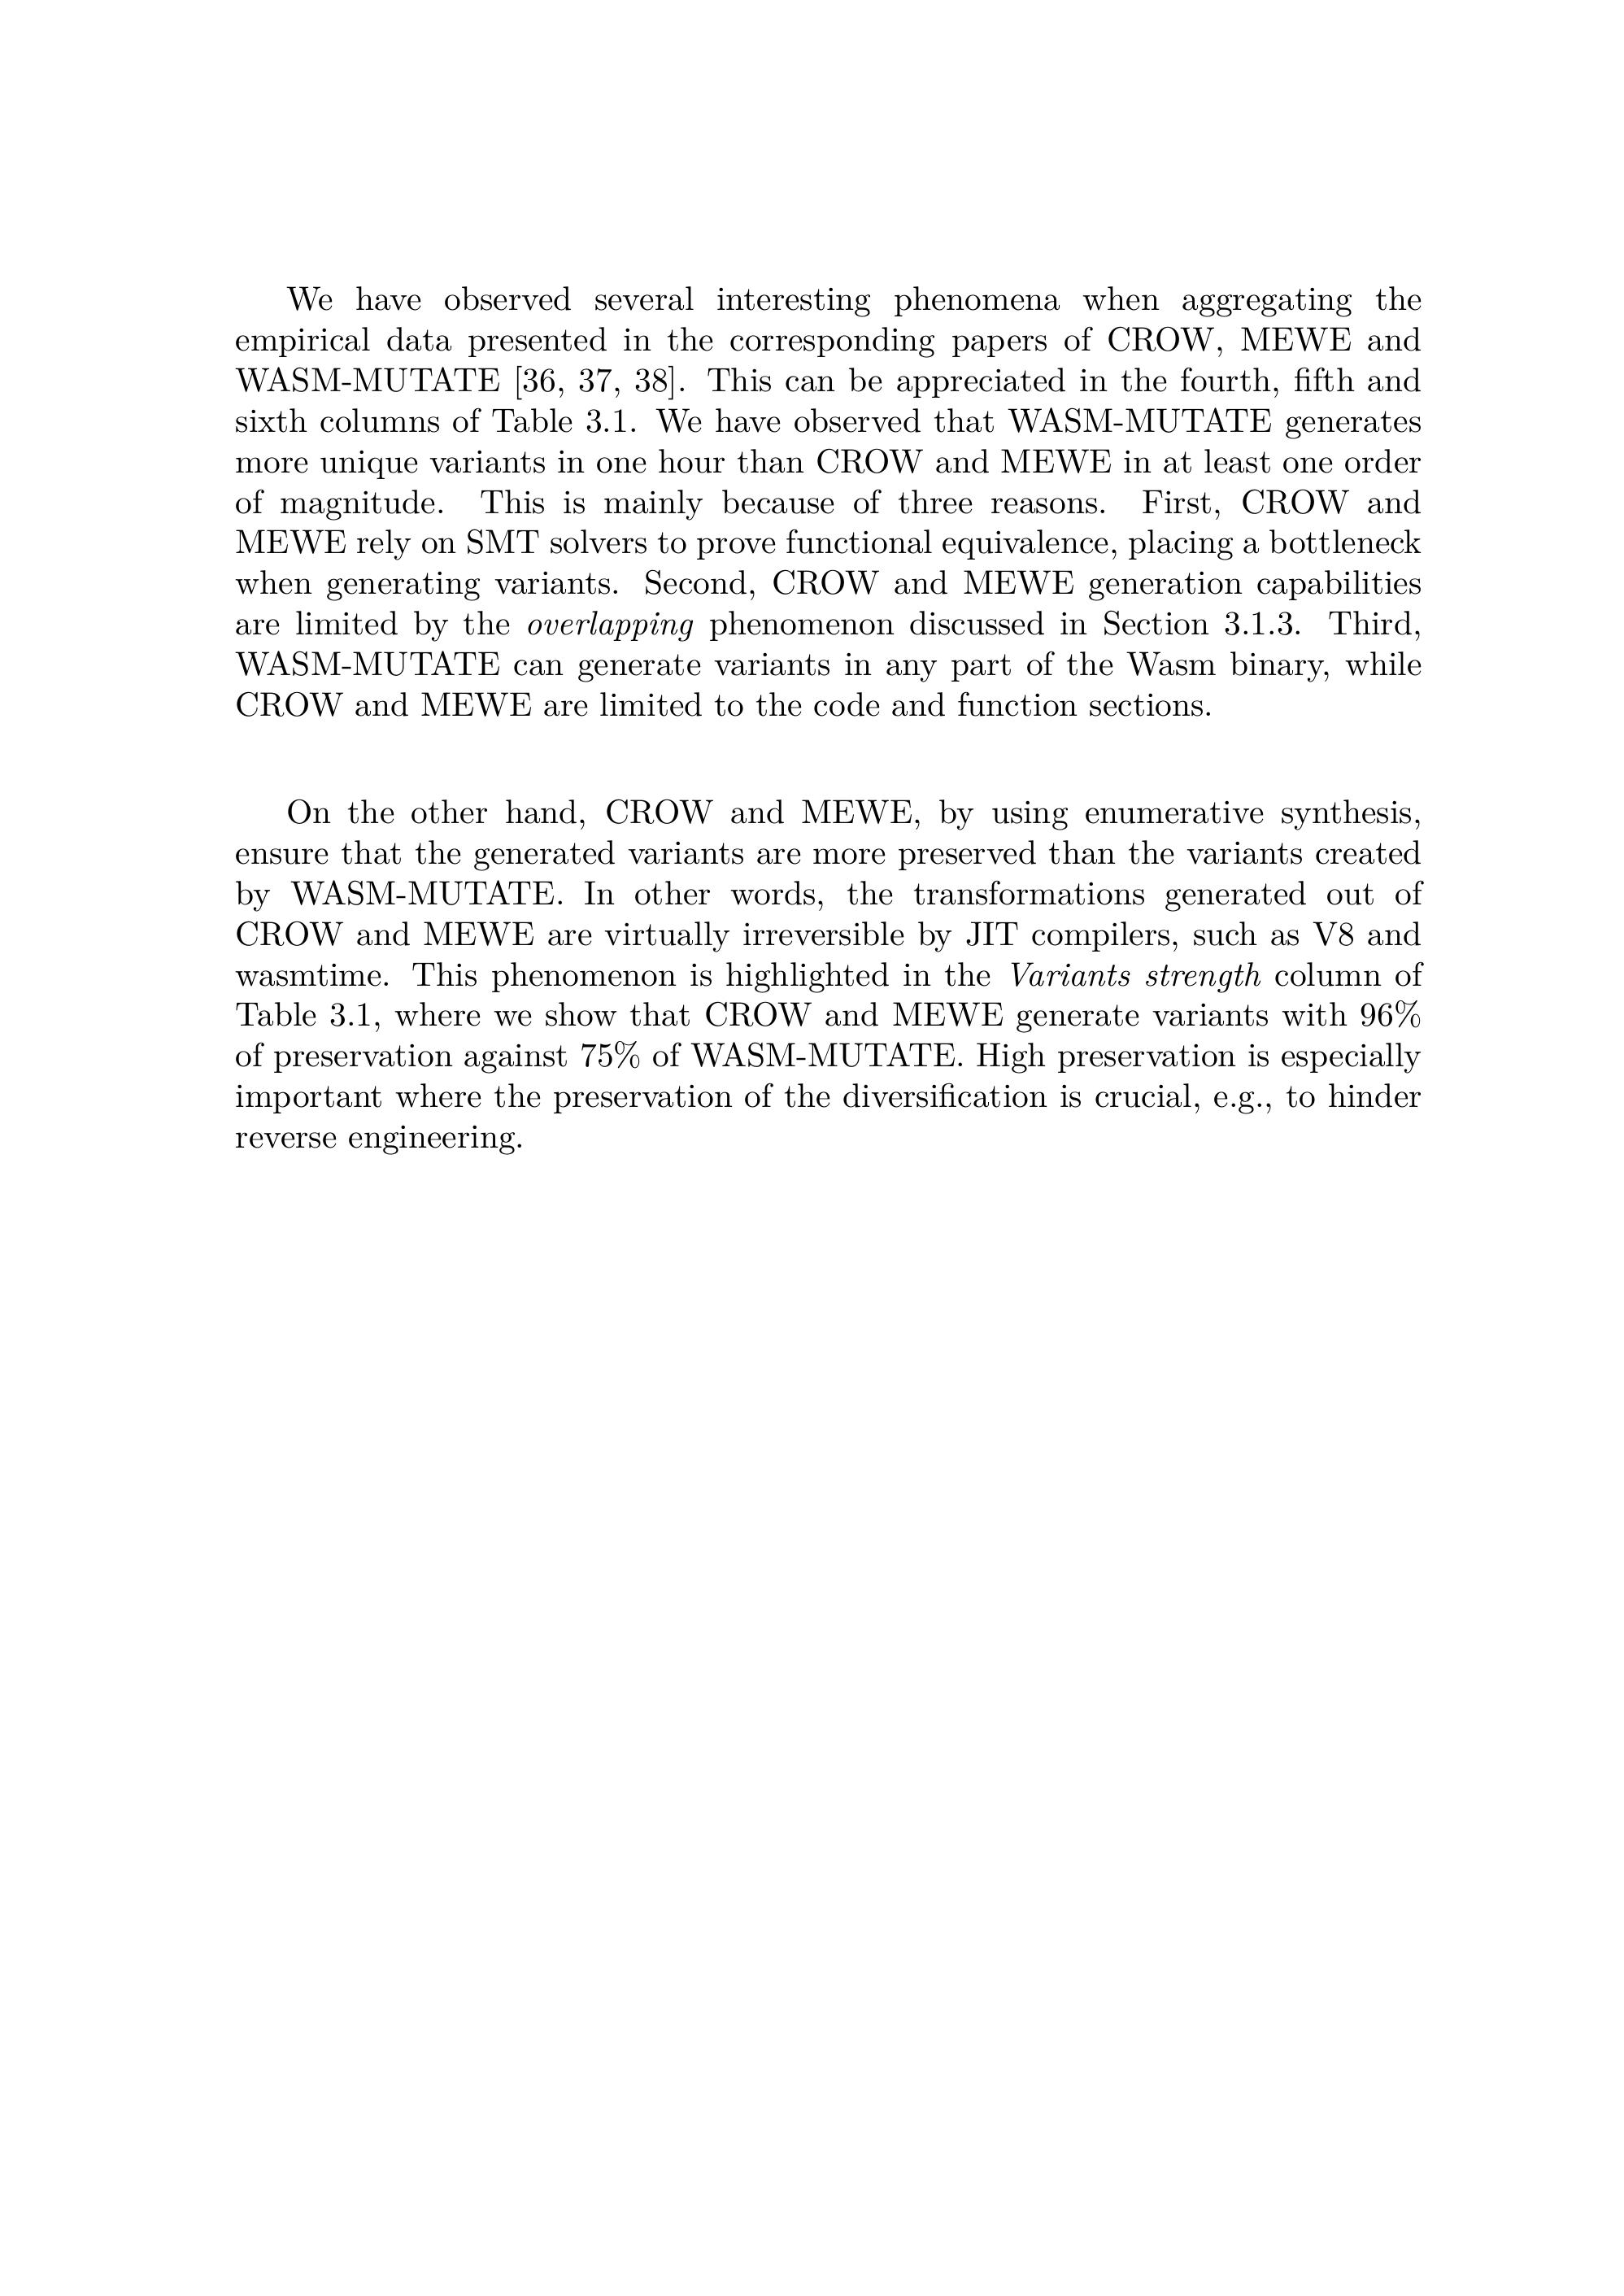 We have observed several interesting phenomena when aggregating the
empirical data presented in the corresponding papers of CROW, MEWE and
WASM-MUTATE [36, 37, 38]. This can be appreciated in the fourth, fifth and
sixth columns of Table 3.1. We have observed that WASM-MUTATE generates
more unique variants in one hour than CROW and MEWE in at least one order
of magnitude. This is mainly because of three reasons. First, CROW and
MEWE rely on SMT solvers to prove functional equivalence, placing a bottleneck
when generating variants. Second, CROW and MEWE generation capabilities
are limited by the overlapping phenomenon discussed in Section 3.1.3. Third,
WASM-MUTATE can generate variants in any part of the Wasm binary, while
CROW and MEWE are limited to the code and function sections.
On the other hand, CROW and MEWE, by using enumerative synthesis,
ensure that the generated variants are more preserved than the variants created
by WASM-MUTATE. In other words, the transformations generated out of
CROW and MEWE are virtually irreversible by JIT compilers, such as V8 and
wasmtime. This phenomenon is highlighted in the Variants strength column of
Table 3.1, where we show that CROW and MEWE generate variants with 96%
of preservation against 75% of WASM-MUTATE. High preservation is especially
important where the preservation of the diversification is crucial, e.g., to hinder
reverse engineering.